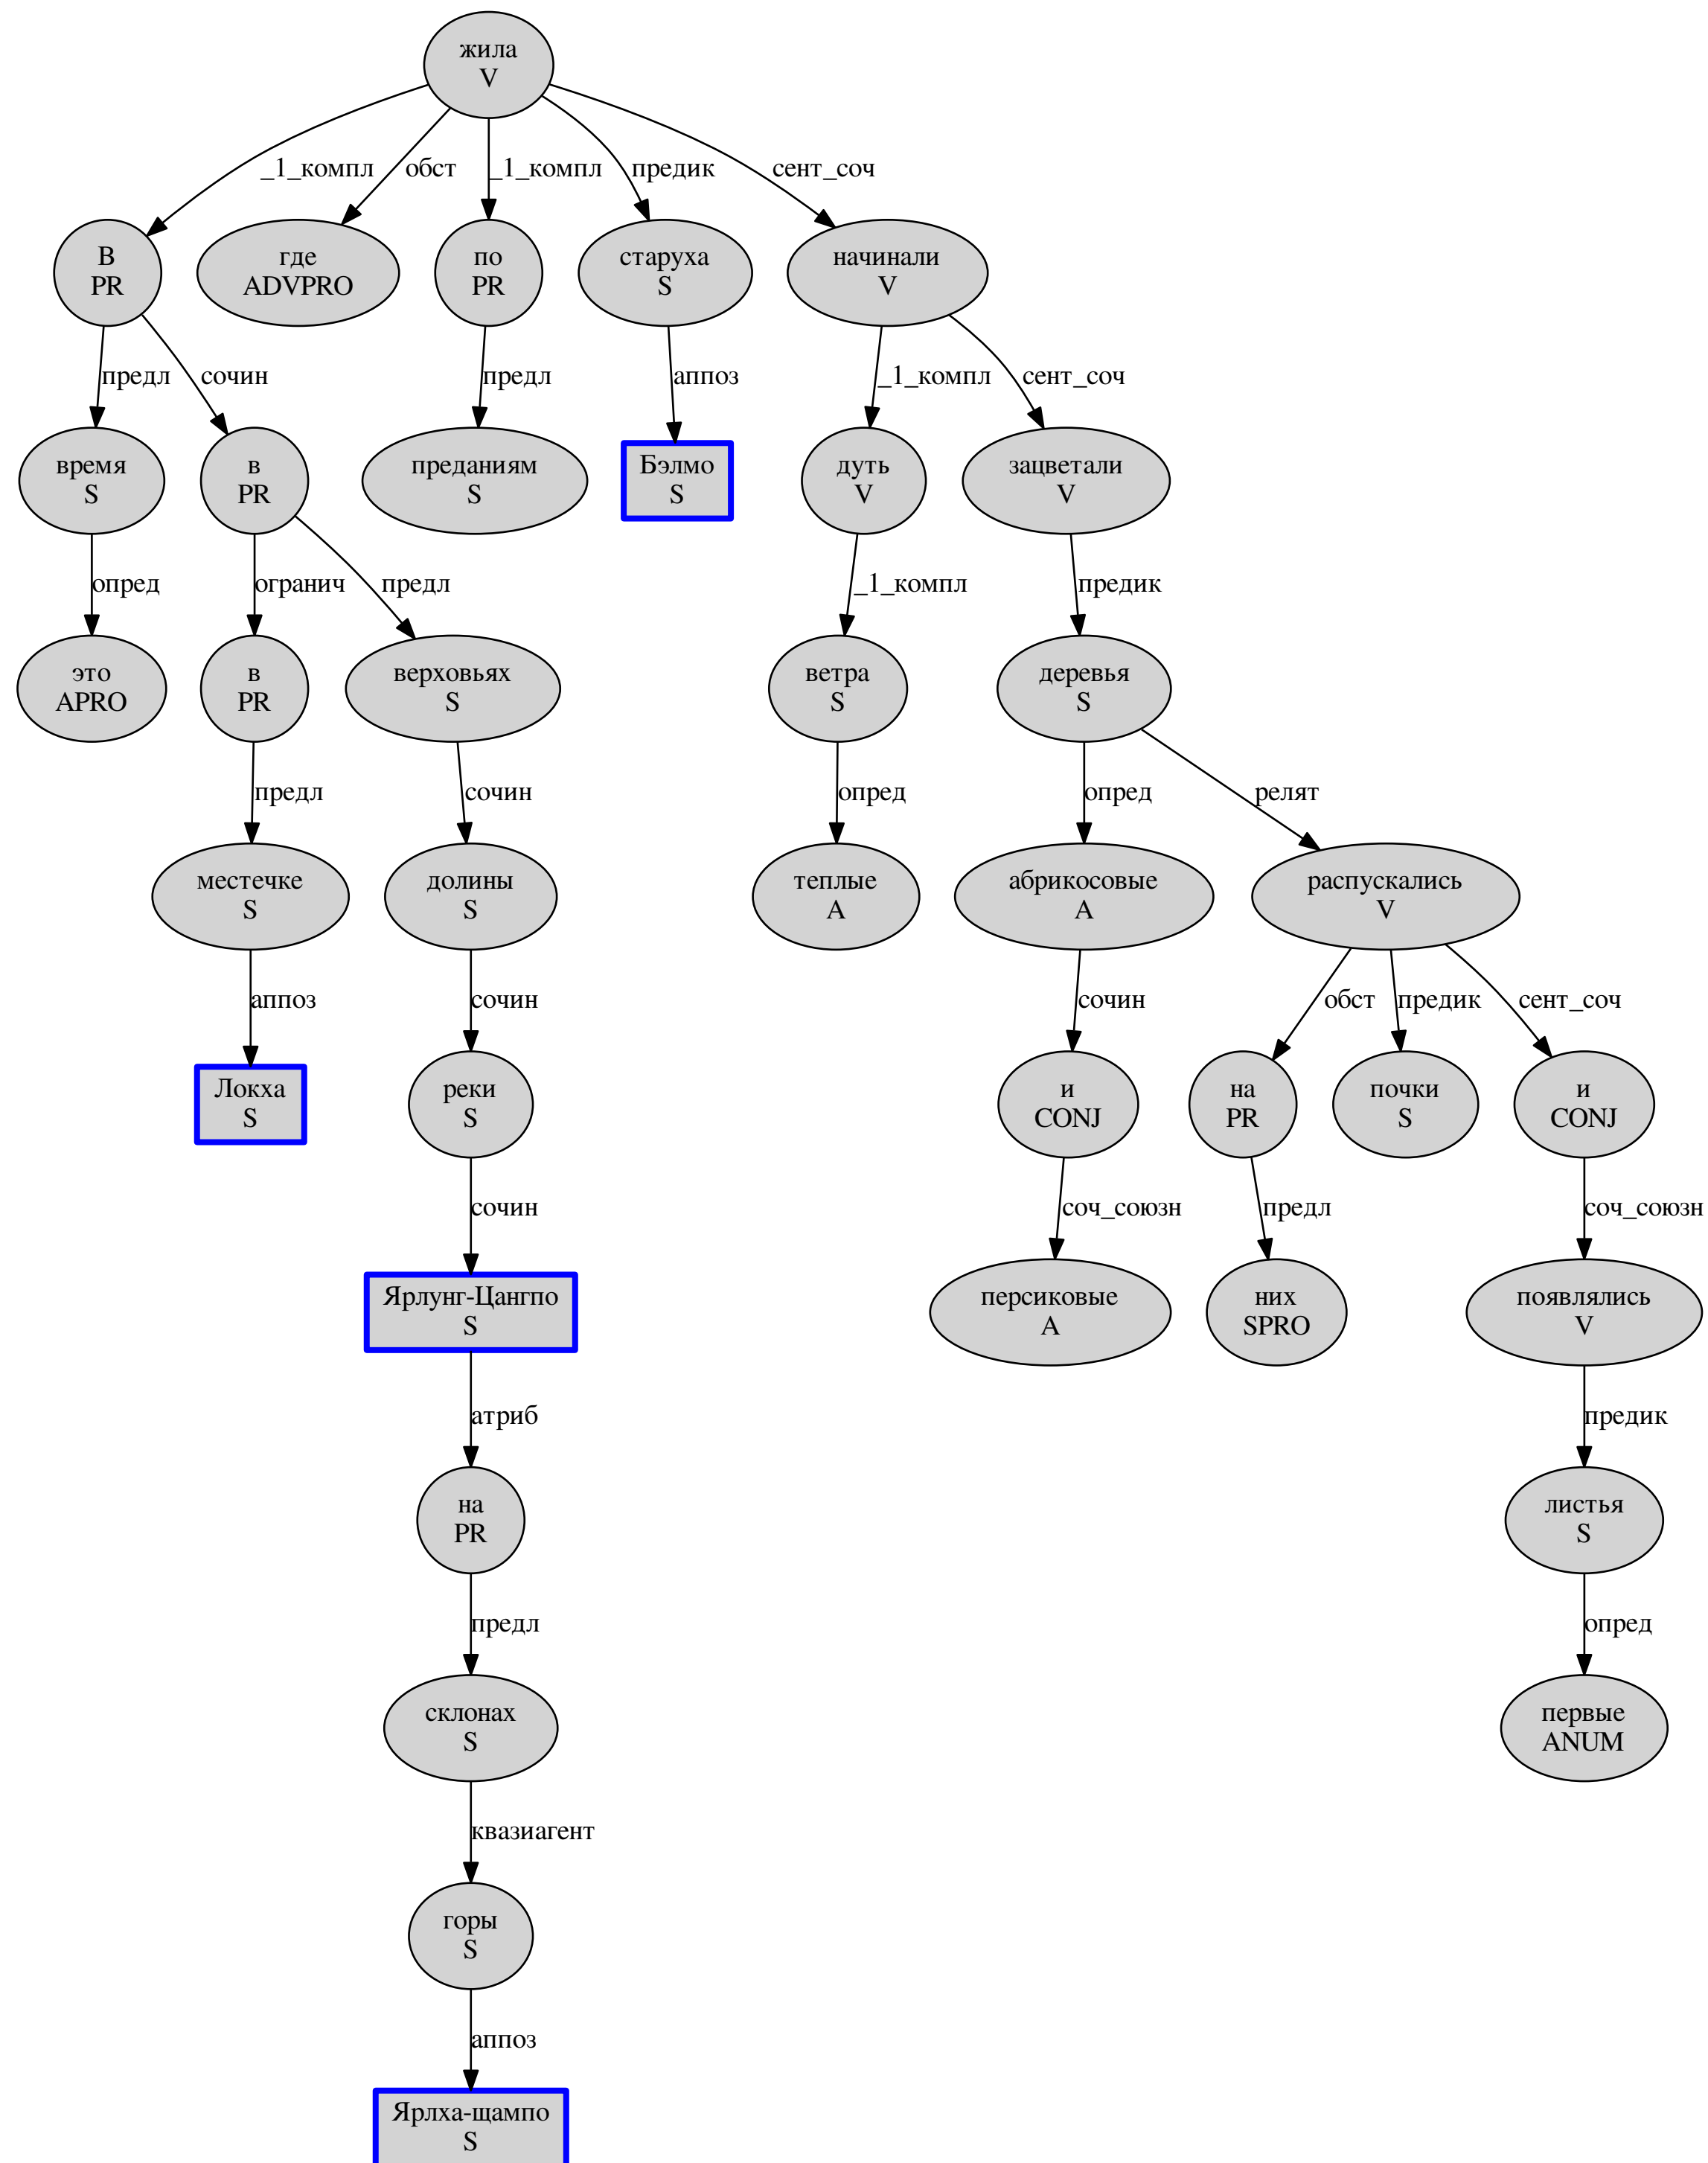 жила
V
_1_компл
обст
_1_компл
предик
сент_соч
В
PR
где
ADVPRO
по
PR
старуха
S
начинали
V
предл
сочин
предл
аппоз
_1_компл
сент_соч
время
S
в
PR
преданиям
S
Бэлмо
S
дуть
V
зацветали
V
опред
огранич
предл
_1_компл
предик
это
APRO
в
PR
верховьях
S
ветра
S
деревья
S
предл
сочин
опред
опред
релят
местечке
S
долины
S
теплые
A
абрикосовые
A
распускались
V
аппоз
сочин
сочин
обст
предик
сент_соч
Локха
S
реки
S
и
CONJ
на
PR
почки
S
и
CONJ
сочин
соч_союзн
предл
соч_союзн
Ярлунг-Цангпо
S
персиковые
A
них
SPRO
появлялись
V
атриб
предик
на
PR
листья
S
предл
опред
склонах
S
первые
ANUM
квазиагент
горы
S
аппоз
Ярлха-щампо
S